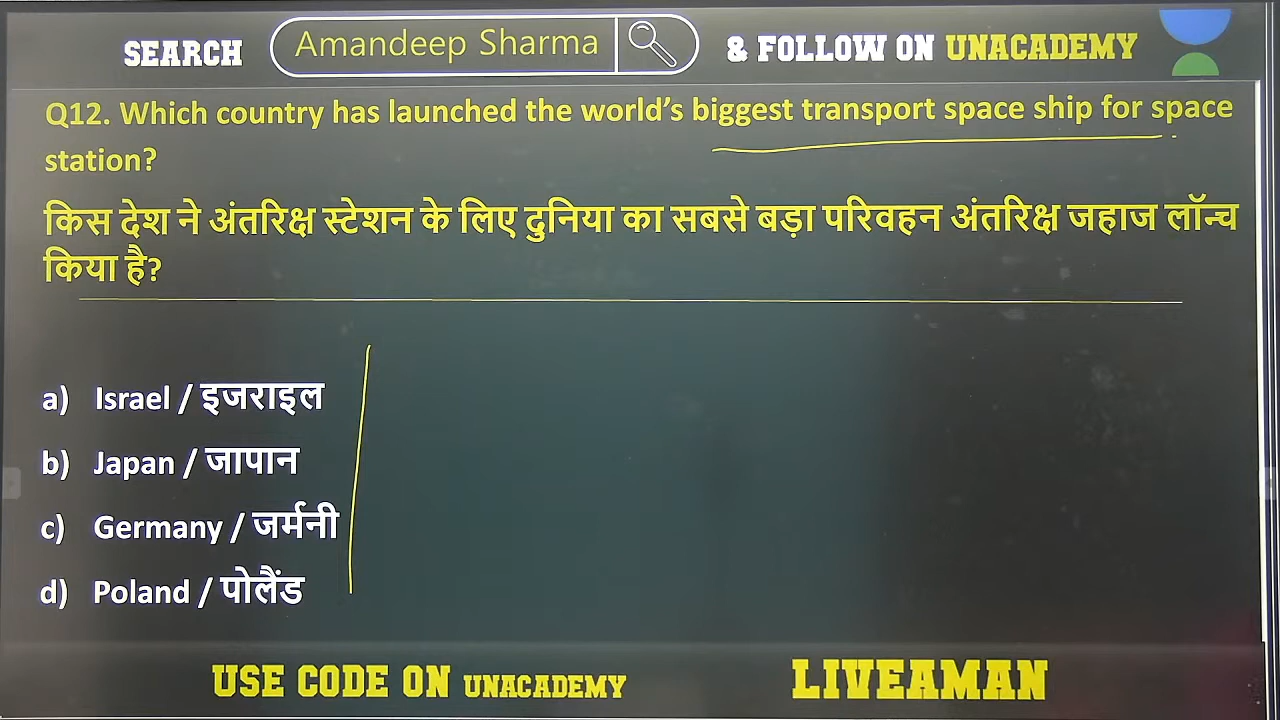 SEARCH Amandeep Sharma & FOLLOW ON UNACADEMY
Q12. Which country has launched the world's biggest transport space ship for space
station?
किस देश ने अंतरिक्ष स्टेशन के लिए दुनिया का सबसे बड़ा परिवहन अंतरिक्ष जहाज लॉन्च
किया है?
a) Israel / इजराइल
b) Japan / जापान
c) Germany / जर्मनी
d) Poland / पोलैंड
USE CODE ON UNACADEMY LIVEAMAN